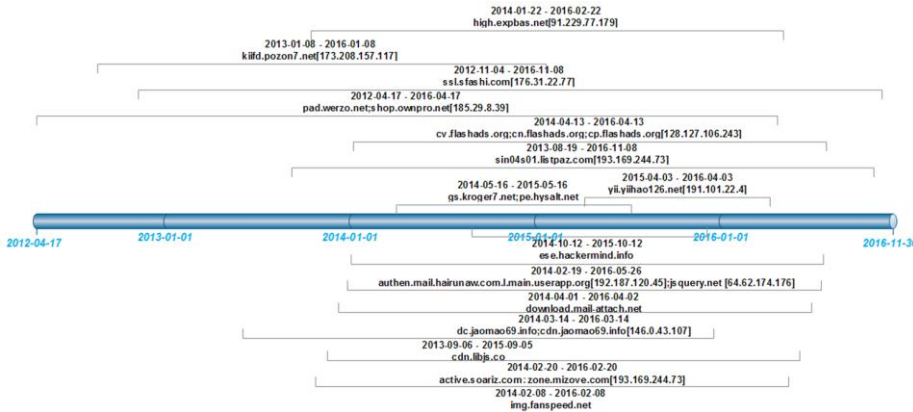 2014-01-22 - 2016-02-22
high.expbas.net[91.229.77.179]
2013-01-08 - 2016-01-08
kiifd.pozon7.net[173.208.157.117]
2012-11-04 - 2016-11-08
ssl.sfashi.com[176.31.22.77]
2012-04-17 - 2016-04-17
pad.werzo.net;shop.ownpro.net[185.29.8.39]
2014-04-13 - 2016-04-13
cv.flashads.org;cn.flashads.org;cp.flashads.org[128.127.106.243]
2013-08-19 - 2016-11-08
sin04s01.listpaz.com[193.169.244.73]
2015-04-03 - 2016-04-03
yii.yiihao126.net[191.101.22.4]
2014-05-16 - 2015-05-16
gs.kroger7.net;pe.hysalt.net
2012-04-17
2013-01-01
2014-01-01
2015-01-01
2016-01-01
2016-11-30
2014-10-12 - 2015-10-12
ese.hackermind.info
2014-02-19 - 2016-05-26
authen.mail.hairunaw.com.l.main.userapp.org[192.187.120.45];jsquery.net [64.62.174.176]
2014-04-01 - 2016-04-02
download.mail-attach.net
2014-03-14 - 2016-03-14
dc.jaomao69.info;cdn.jaomao69.info[146.0.43.107]
2013-09-06 - 2015-09-05
cdn.libjs.co
2014-02-20 - 2016-02-20
active.soariz.com;zone.mizove.com[193.169.244.73]
2014-02-08 - 2016-02-08
img.fanspeed.net